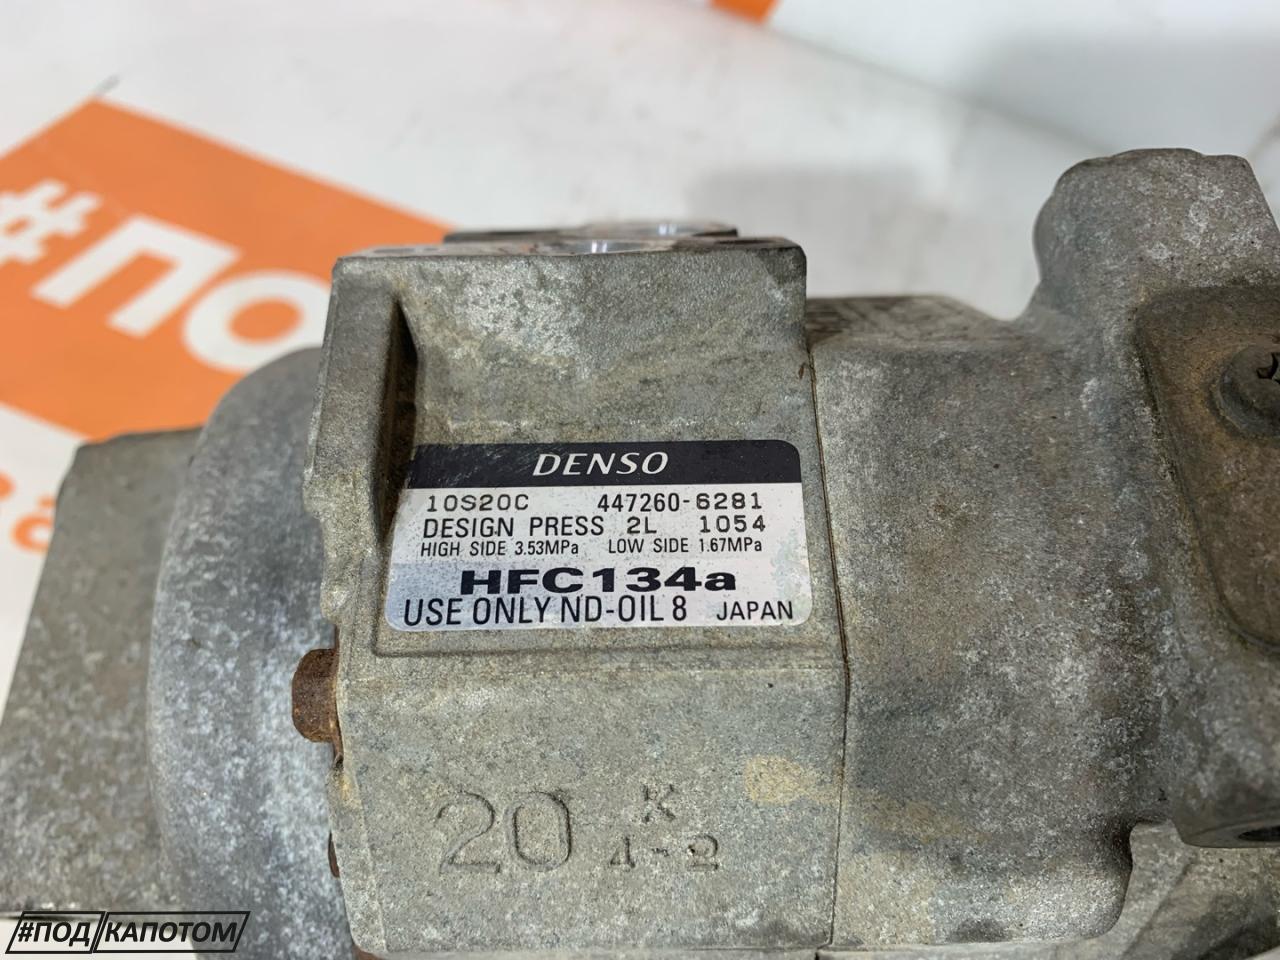 #ПО
за
DENSO
10S20C 447260-6281
DESIGN PRESS 2L 1054
HIGH SIDE 3.53MPa LOW SIDE 1.67MPa
HFC134a
USE ONLY ND-OIL 8 JAPAN
20 K
4-2
#ПОД КАПОТОМ